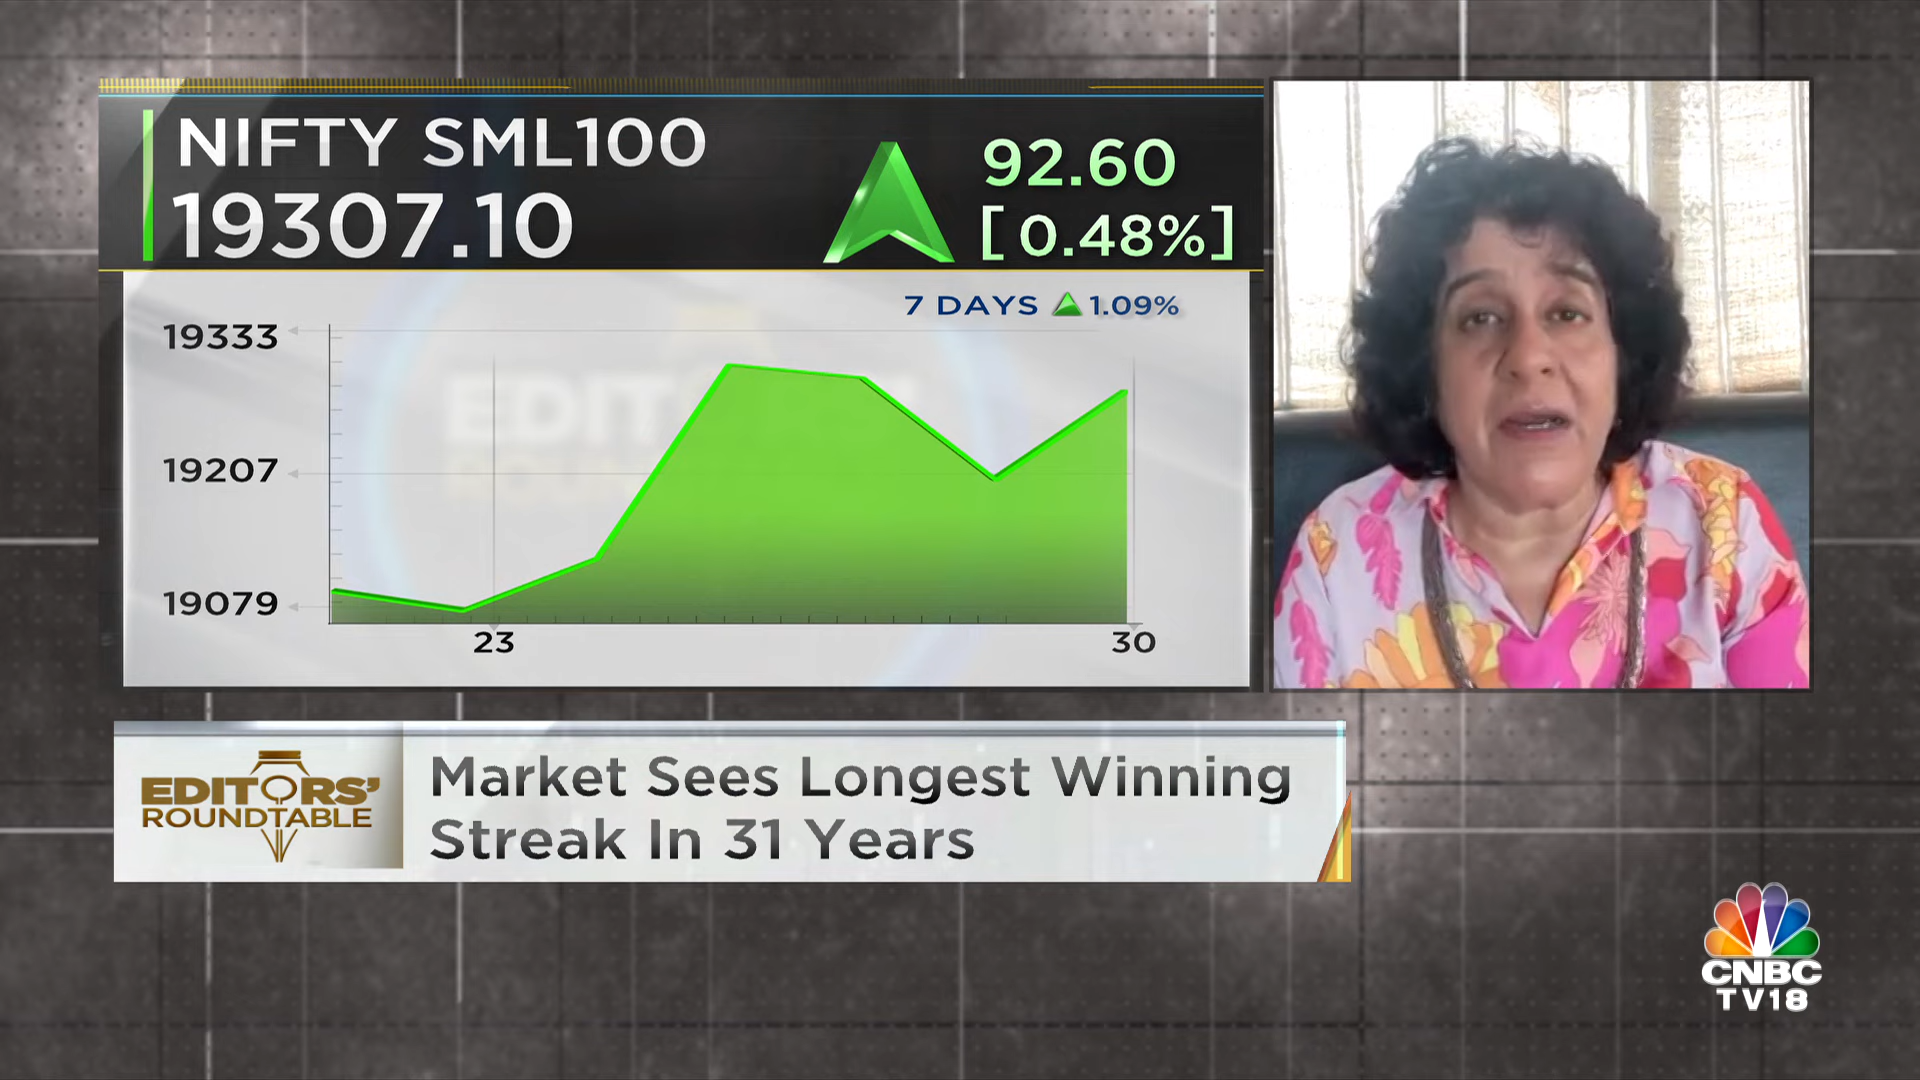 NIFTY SML100
19307.10
92.60
[ 0.48%]
7 DAYS 1.09%
19333
19207
19079
23
30
EDITORS'
ROUNDTABLE
Market Sees Longest Winning
Streak In 31 Years
CNBC
TV18